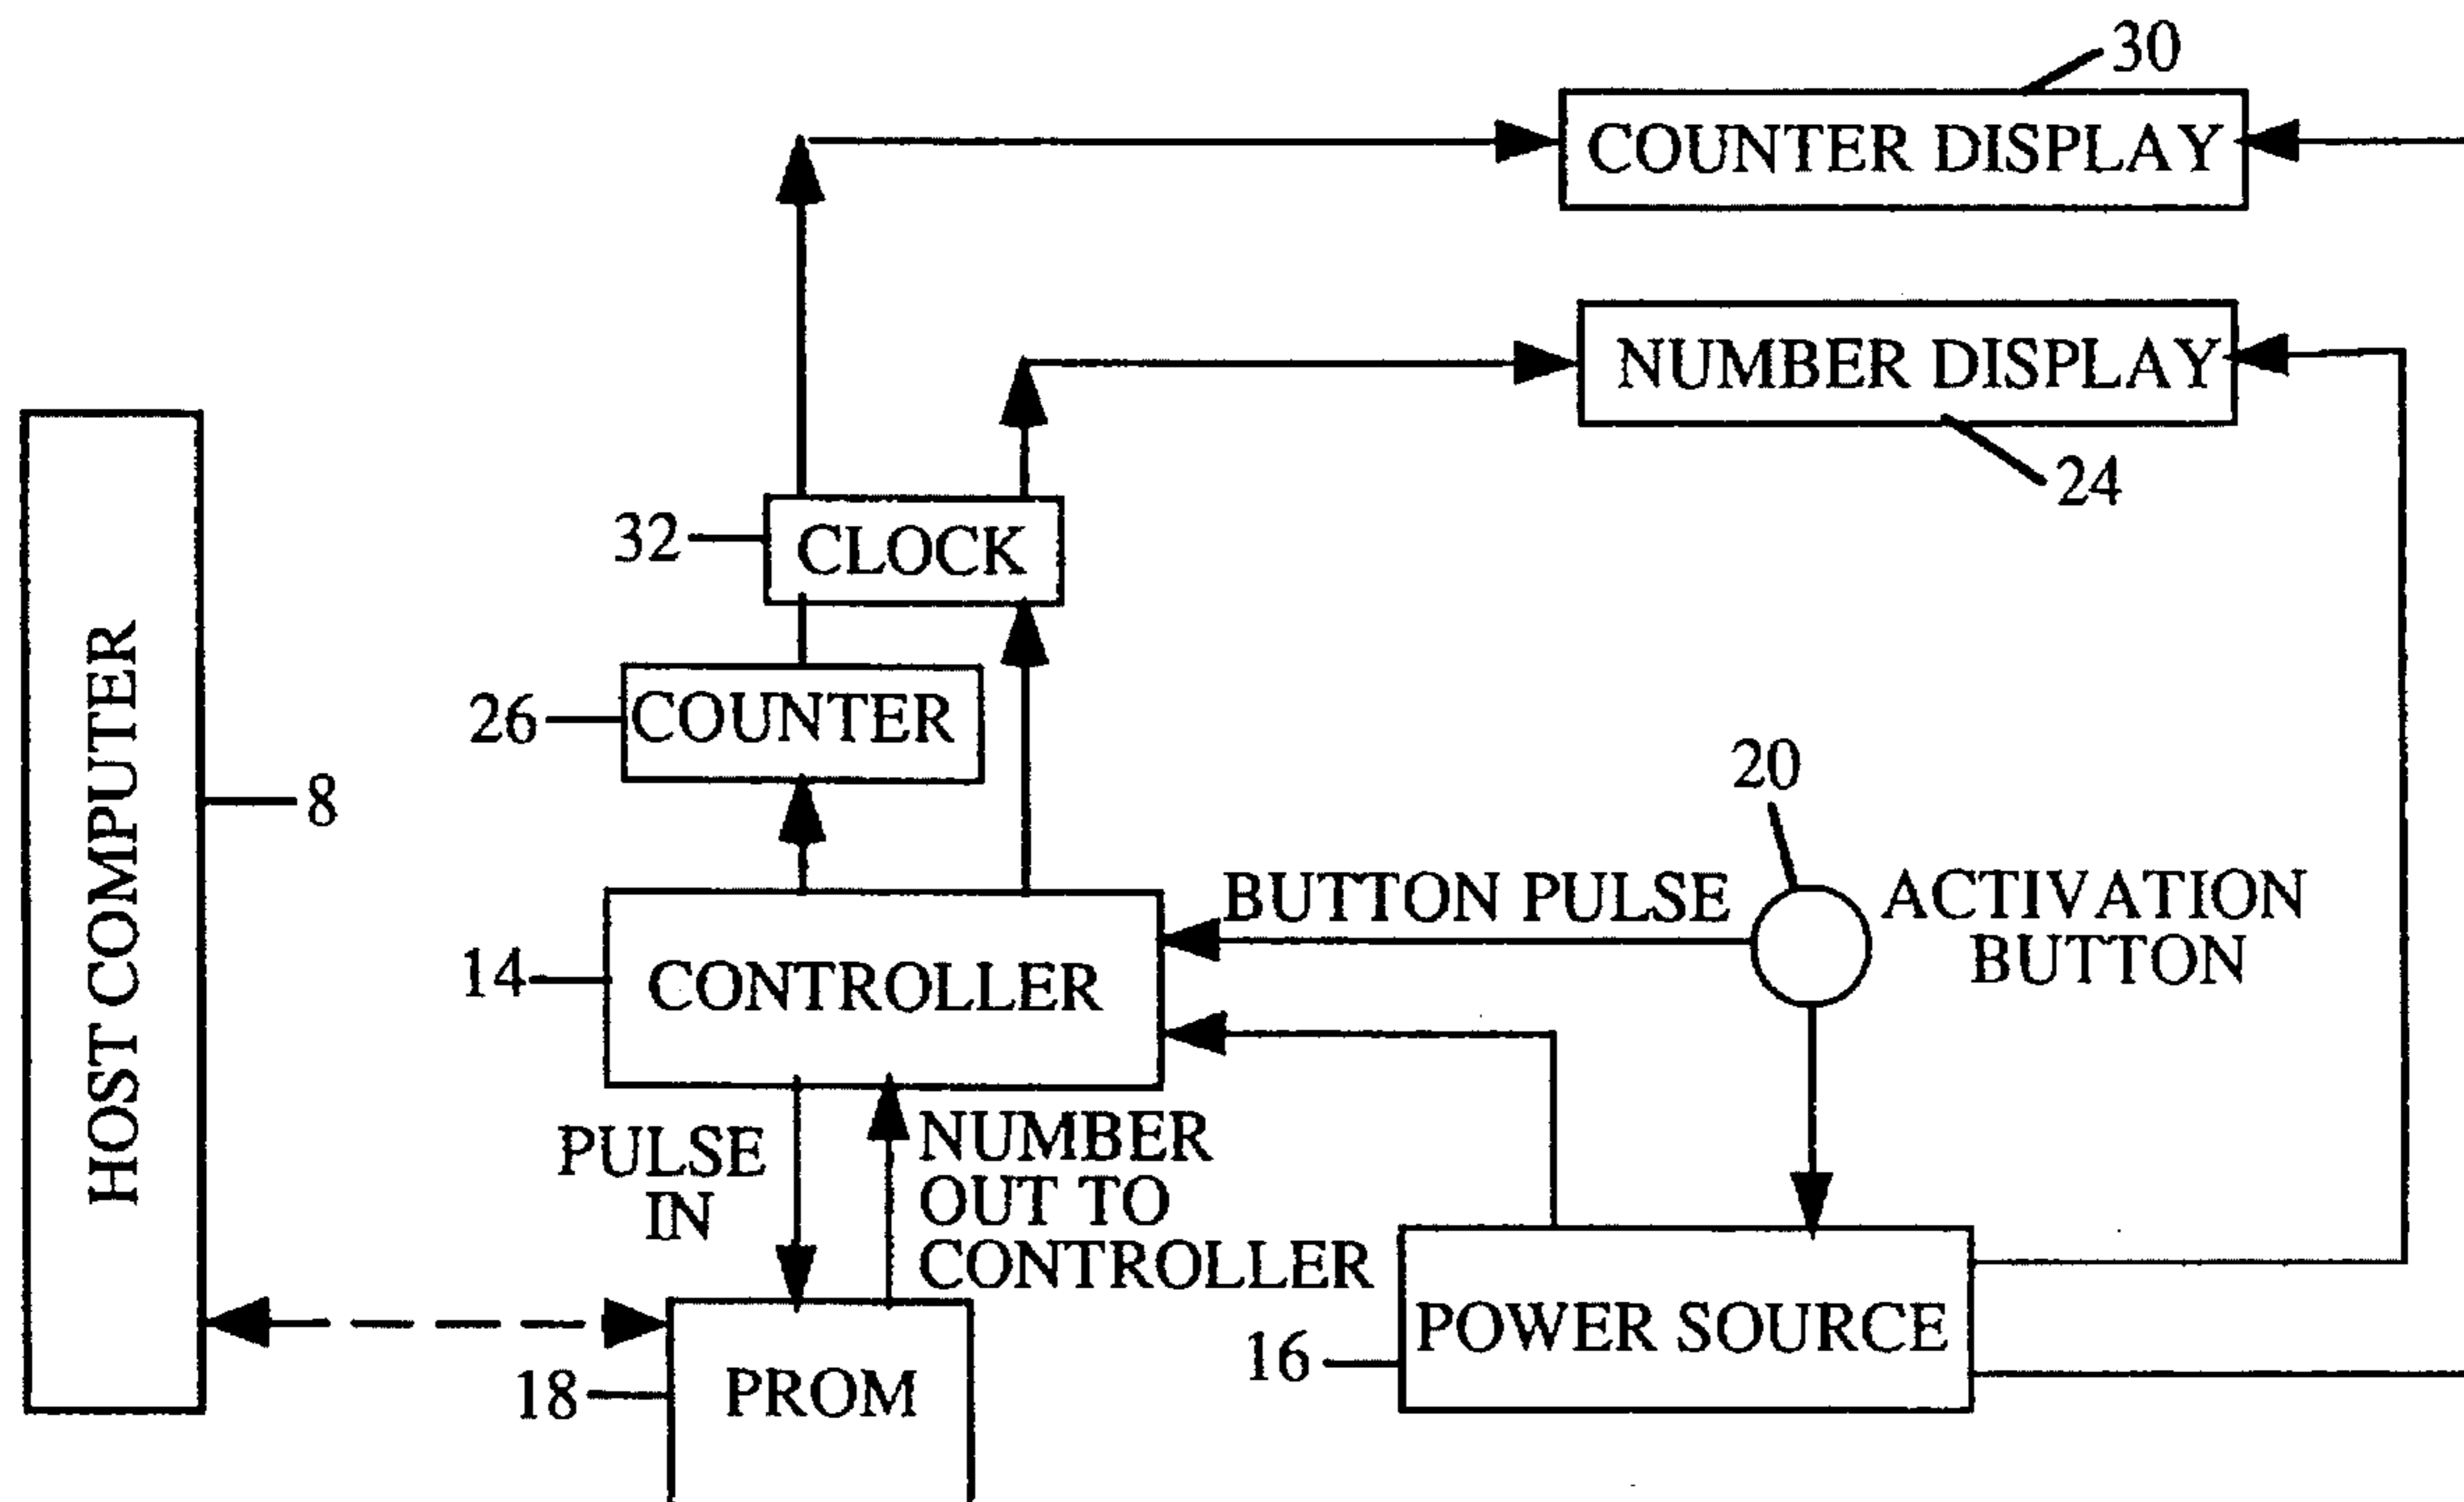 30
COUNTER DISPLAY
NUMBER DISPLAY
24
32
CLOCK
26
COUNTER
HOST COMPUTER
8
20
BUTTON PULSE
ACTIVATION
BUTTON
14
CONTROLLER
PULSE
IN
NUMBER
OUT TO
CONTROLLER
POWER SOURCE
16
18
PROM